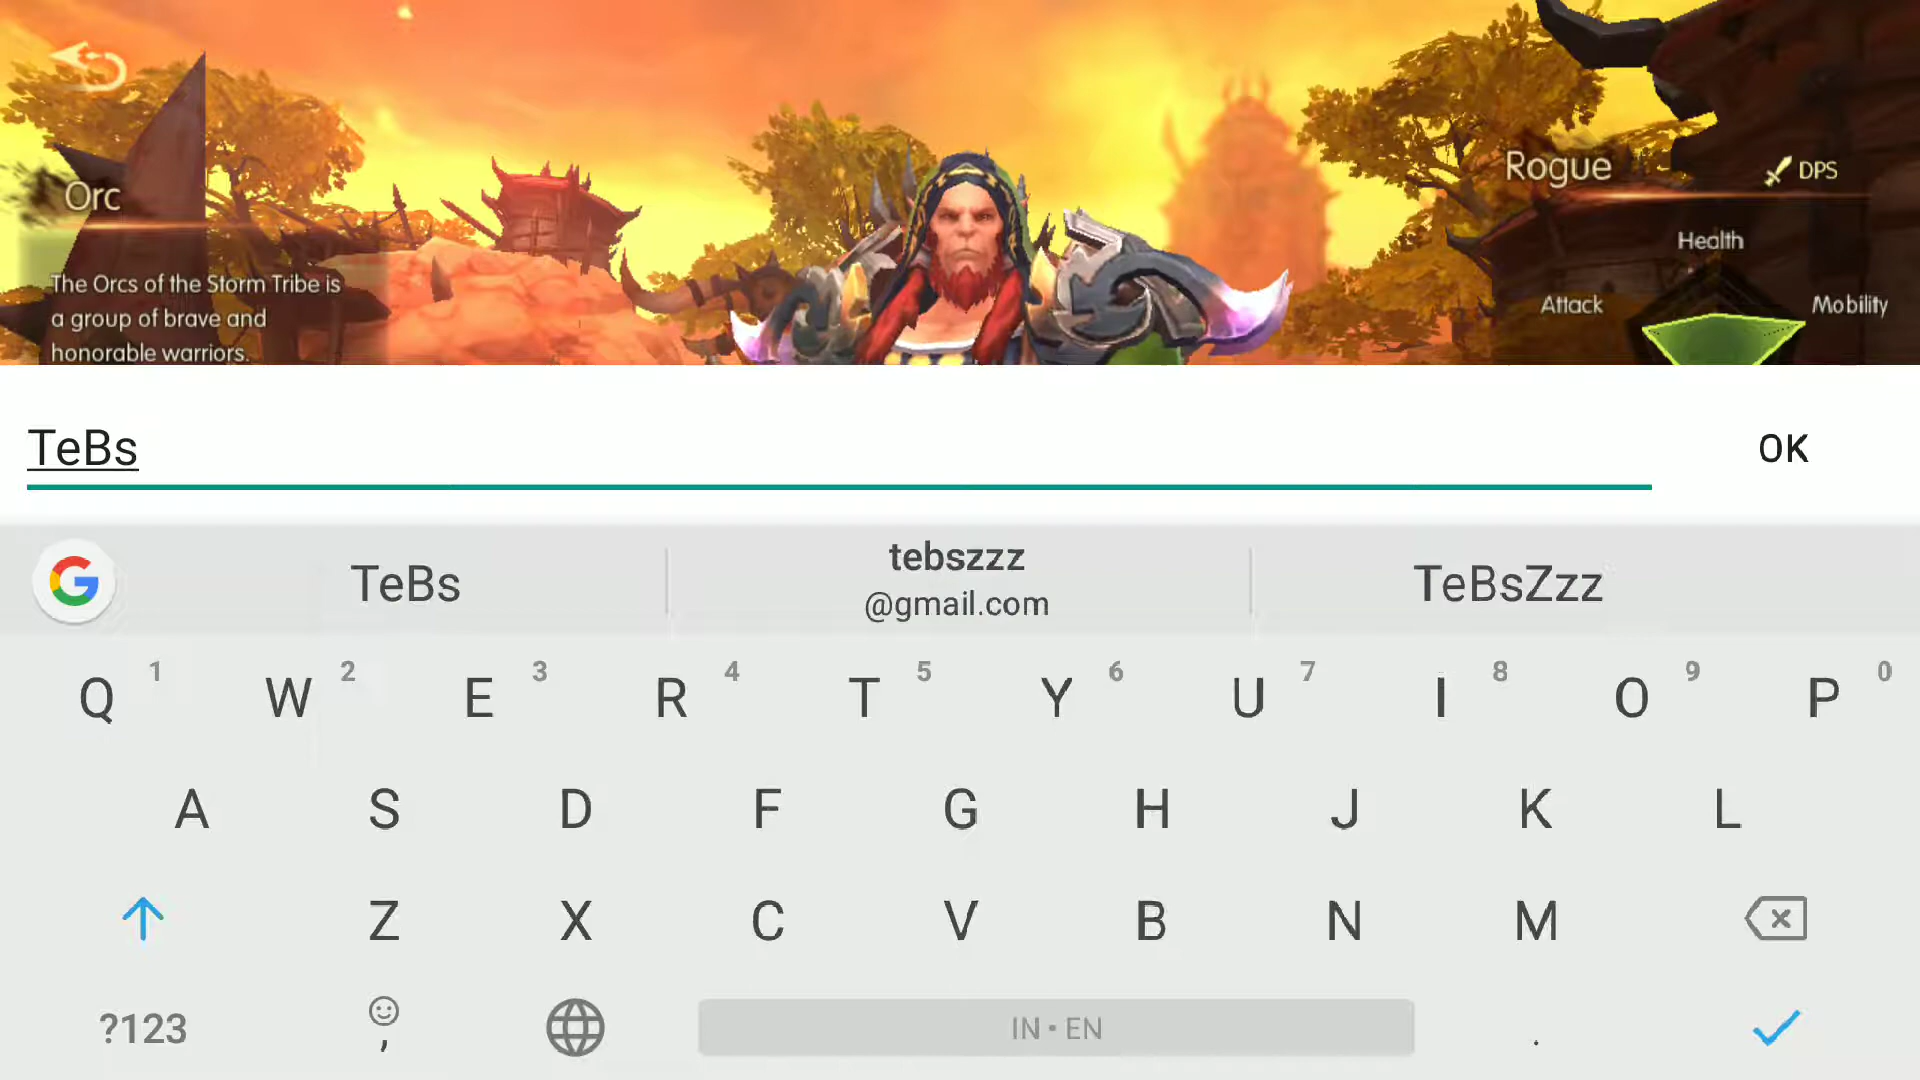 Orc
The Orcs of the Storm Tribe is
a group of brave and
honorable warriors.
Rogue
DPS
Health
Attack
Mobility
TeBs
OK
TeBs
tebszzz
@gmail.com
TeBsZzz
Q 1 W 2 E 3 R 4 T 5 Y 6 U 7 I 8 O 9 P 0
A S D F G H J K L
Z X C V B N M
?123 , IN • EN .